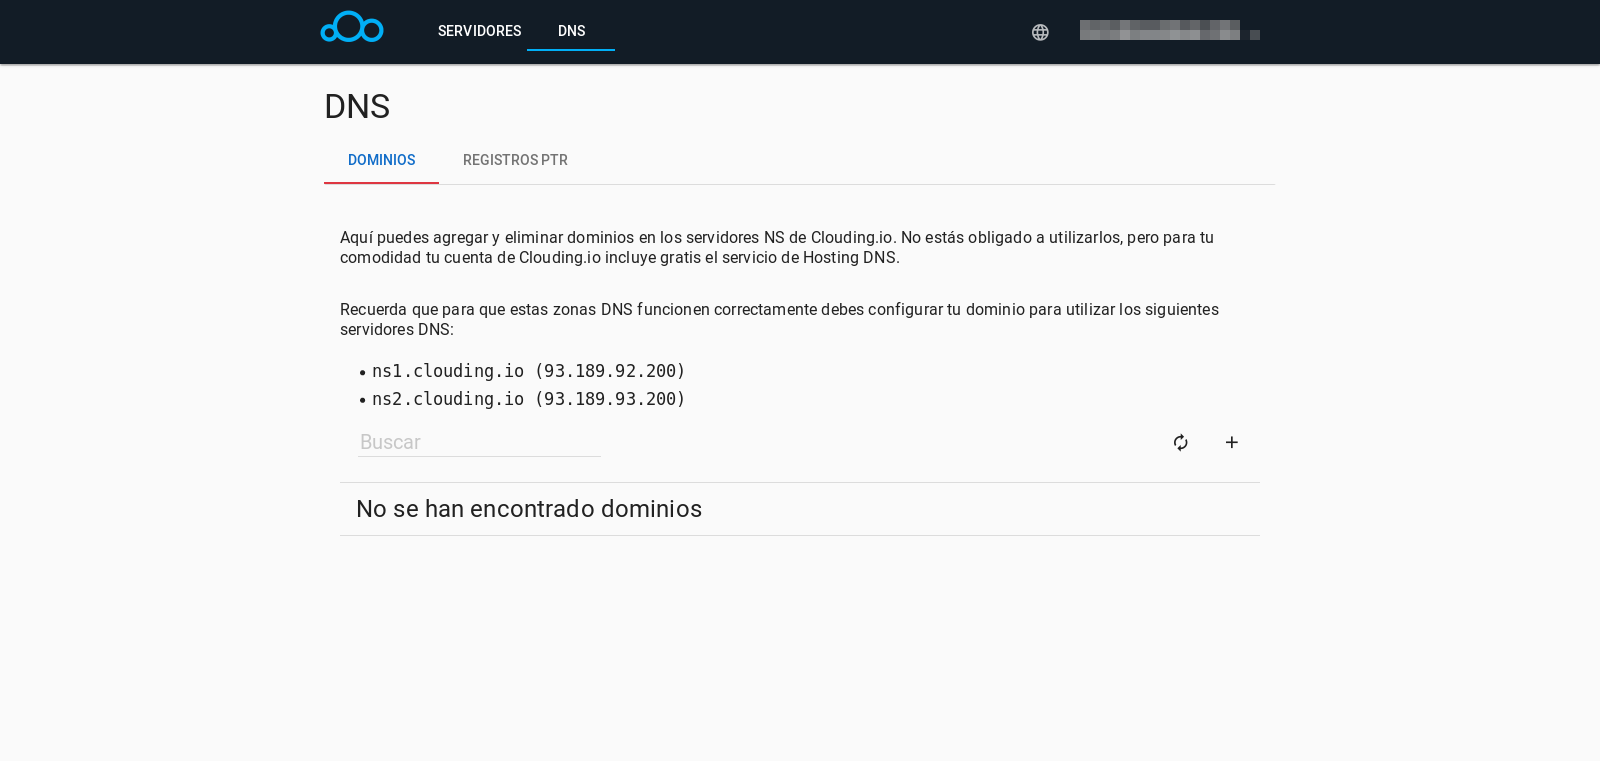 SERVIDORES DNS
DNS
DOMINIOS REGISTROS PTR
Aquí puedes agregar y eliminar dominios en los servidores NS de Clouding.io. No estás obligado a utilizarlos, pero para tu
comodidad tu cuenta de Clouding.io incluye gratis el servicio de Hosting DNS.
Recuerda que para que estas zonas DNS funcionen correctamente debes configurar tu dominio para utilizar los siguientes
servidores DNS:
• ns1.clouding.io (93.189.92.200)
• ns2.clouding.io (93.189.93.200)
Buscar
No se han encontrado dominios